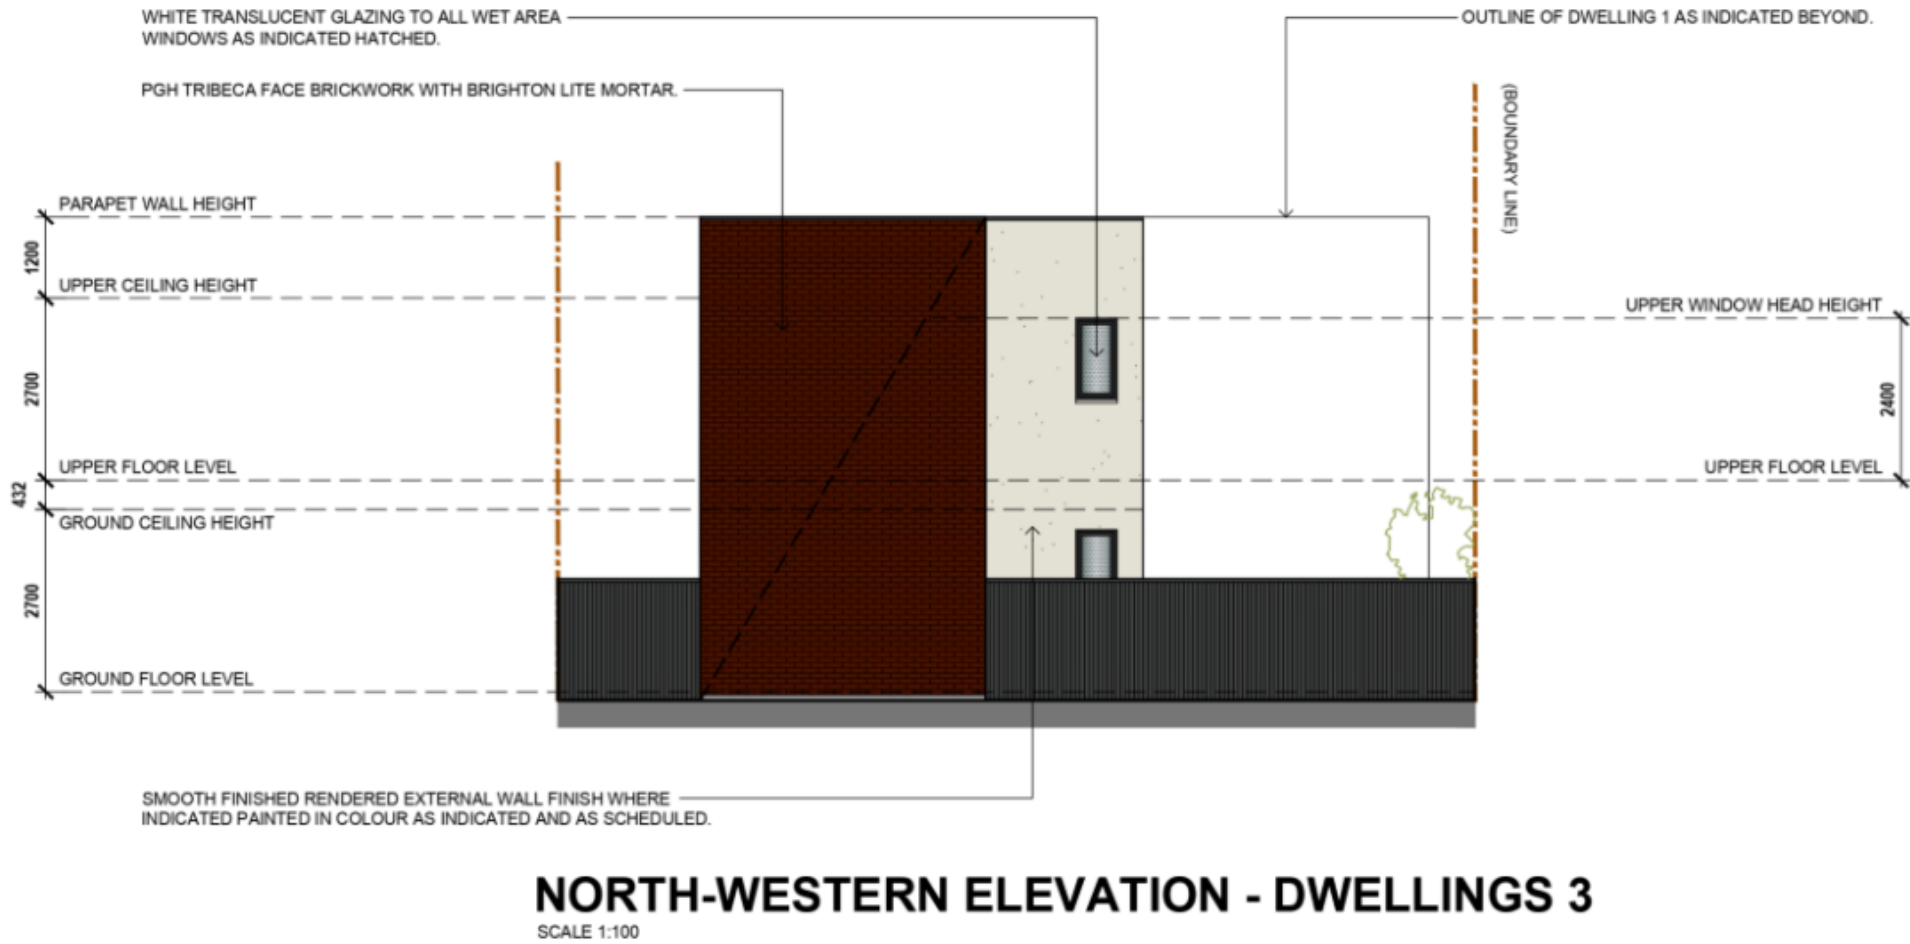 WHITE TRANSLUCENT GLAZING TO ALL WET AREA
WINDOWS AS INDICATED HATCHED.
OUTLINE OF DWELLING 1 AS INDICATED BEYOND.
PGH TRIBECA FACE BRICKWORK WITH BRIGHTON LITE MORTAR.
(BOUNDARY LINE)
PARAPET WALL HEIGHT
1200
UPPER CEILING HEIGHT
UPPER WINDOW HEAD HEIGHT
2700
2400
UPPER FLOOR LEVEL
UPPER FLOOR LEVEL
432
GROUND CEILING HEIGHT
2700
GROUND FLOOR LEVEL
SMOOTH FINISHED RENDERED EXTERNAL WALL FINISH WHERE
INDICATED PAINTED IN COLOUR AS INDICATED AND AS SCHEDULED.
NORTH-WESTERN ELEVATION - DWELLINGS 3
SCALE 1:100